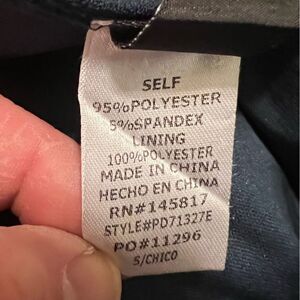 SELF
95%POLYESTER
5%SPANDEX
LINING
100%POLYESTER
MADE IN CHINA
HECHO EN CHINA
RN#145817
STYLE#PD71327E
PO#11296
S/CHICO